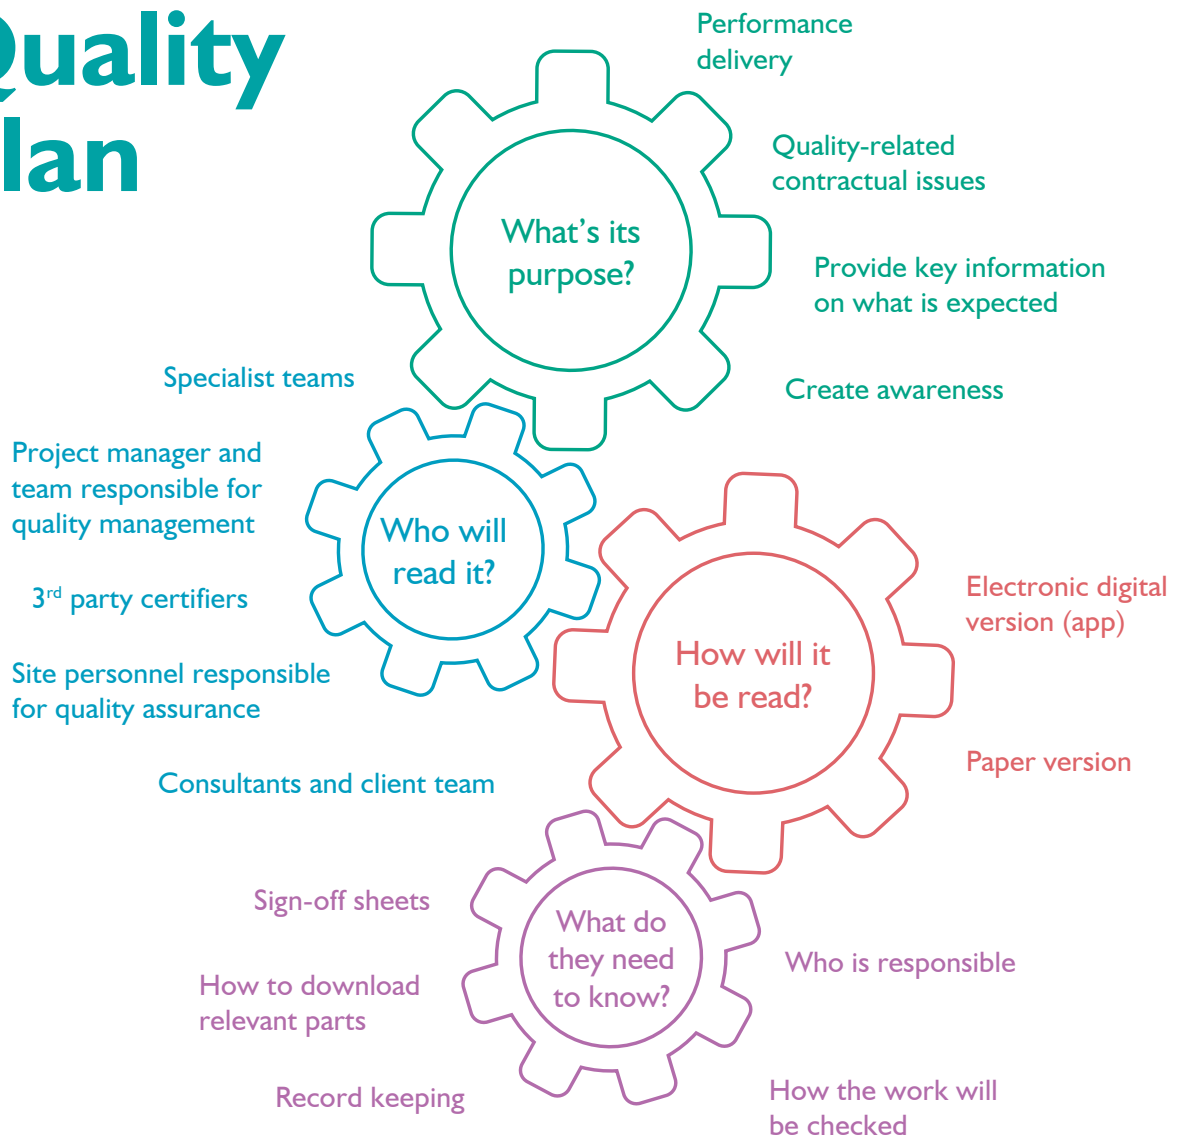 Quality
lan
Performance
delivery
Quality-related
contractual issues
What's its
purpose?
Provide key information
on what is expected
Create awareness
Specialist teams
Project manager and
team responsible for
quality management
Who will
read it?
3rd party certifiers
Site personnel responsible
for quality assurance
Consultants and client team
How will it
be read?
Electronic digital
version (app)
Paper version
Sign-off sheets
What do
they need
to know?
How to download
relevant parts
Record keeping
Who is responsible
How the work will
be checked